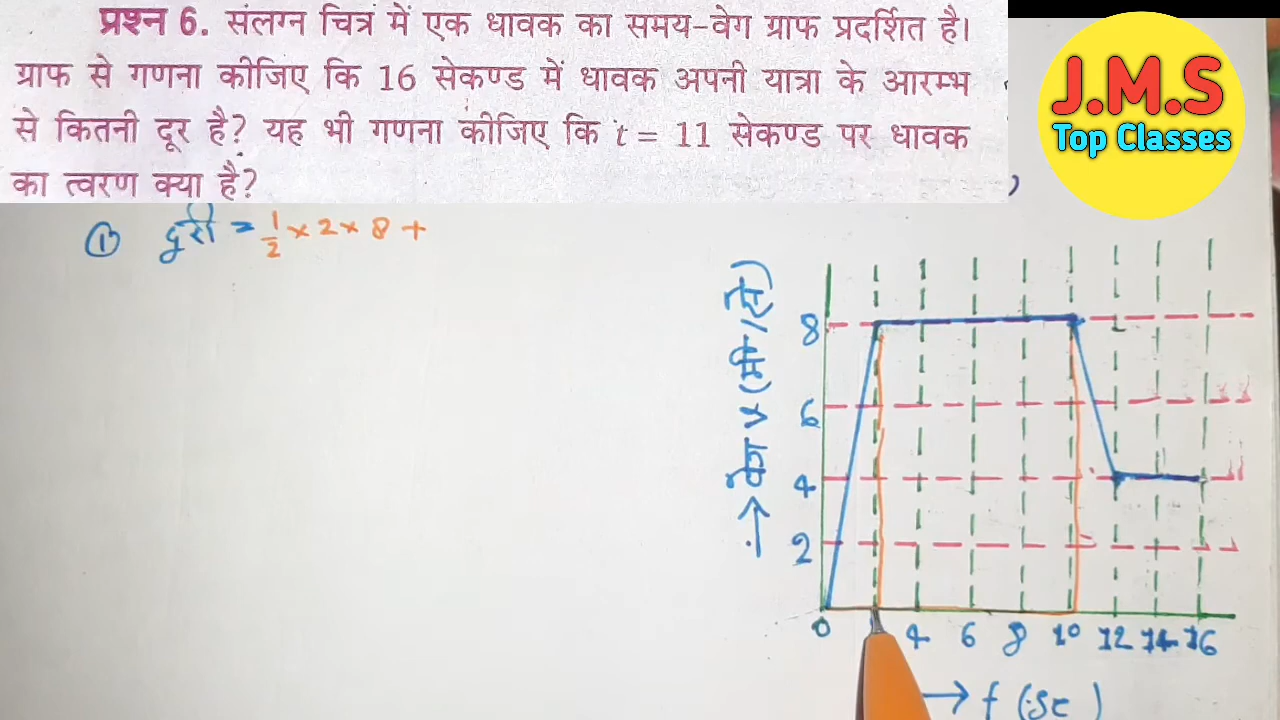 प्रश्न 6. संलग्न चित्र में एक धावक का समय-वेग ग्राफ प्रदर्शित है।
ग्राफ से गणना कीजिए कि 16 सेकण्ड में धावक अपनी यात्रा के आरम्भ
से कितनी दूर है? यह भी गणना कीजिए कि t = 11 सेकण्ड पर धावक
का त्वरण क्या है?
J.M.S
Top Classes
① दूरी = 1/2 × 2 × 8 +
→ वेग v (मी/से)
8
6
4
2
0 4 6 8 10 12 14 16
→ t (se)